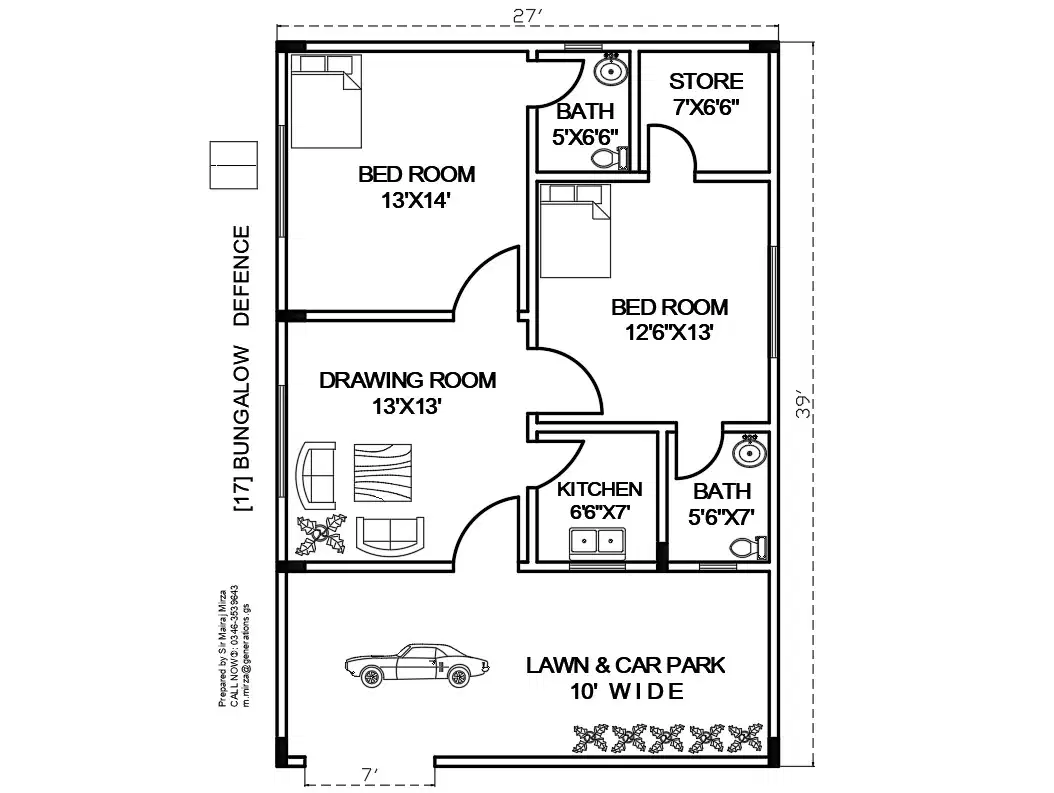 27'
STORE
7'X6'6"
BATH
5'X6'6"
BED ROOM
13'X14'
BED ROOM
12'6"X13'
DRAWING ROOM
13'X13'
39'
KITCHEN
6'6"X7'
BATH
5'6"X7'
LAWN & CAR PARK
10' WIDE
7'
[17] BUNGALOW DEFENCE
Prepared by Sir Mairaj Mirza
CALL NOW✆: 0346-3539643
m.mirza@generations.gs